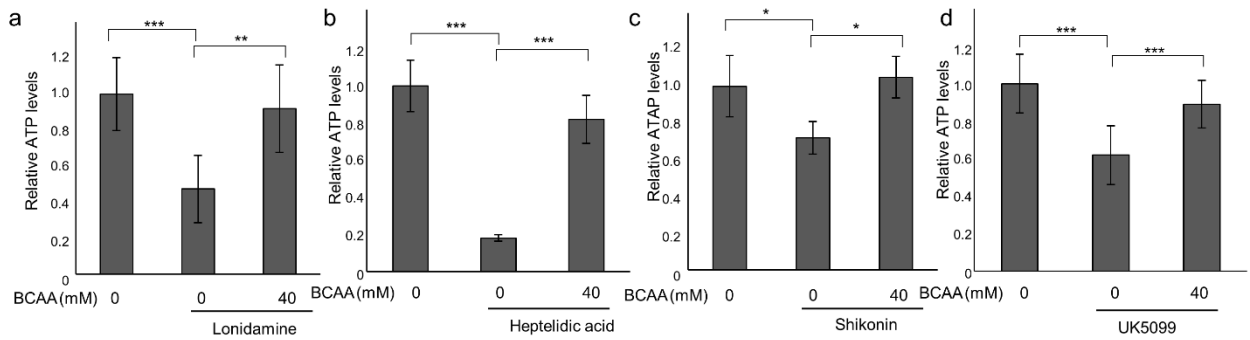 a
Relative ATP levels
1.2
1.0
0.8
0.6
0.4
0.2
0
***
**
BCAA (mM) 0 0 40
Lonidamine
b
Relative ATP levels
1.2
1.0
0.8
0.6
0.4
0.2
0
***
***
BCAA (mM) 0 0 40
Heptelidic acid
c
Relative ATAP levels
1.2
1.0
0.8
0.6
0.4
0.2
0
*
*
BCAA (mM) 0 0 40
Shikonin
d
Relative ATP levels
1.2
1.0
0.8
0.6
0.4
0.2
0
***
***
BCAA (mM) 0 0 40
UK5099